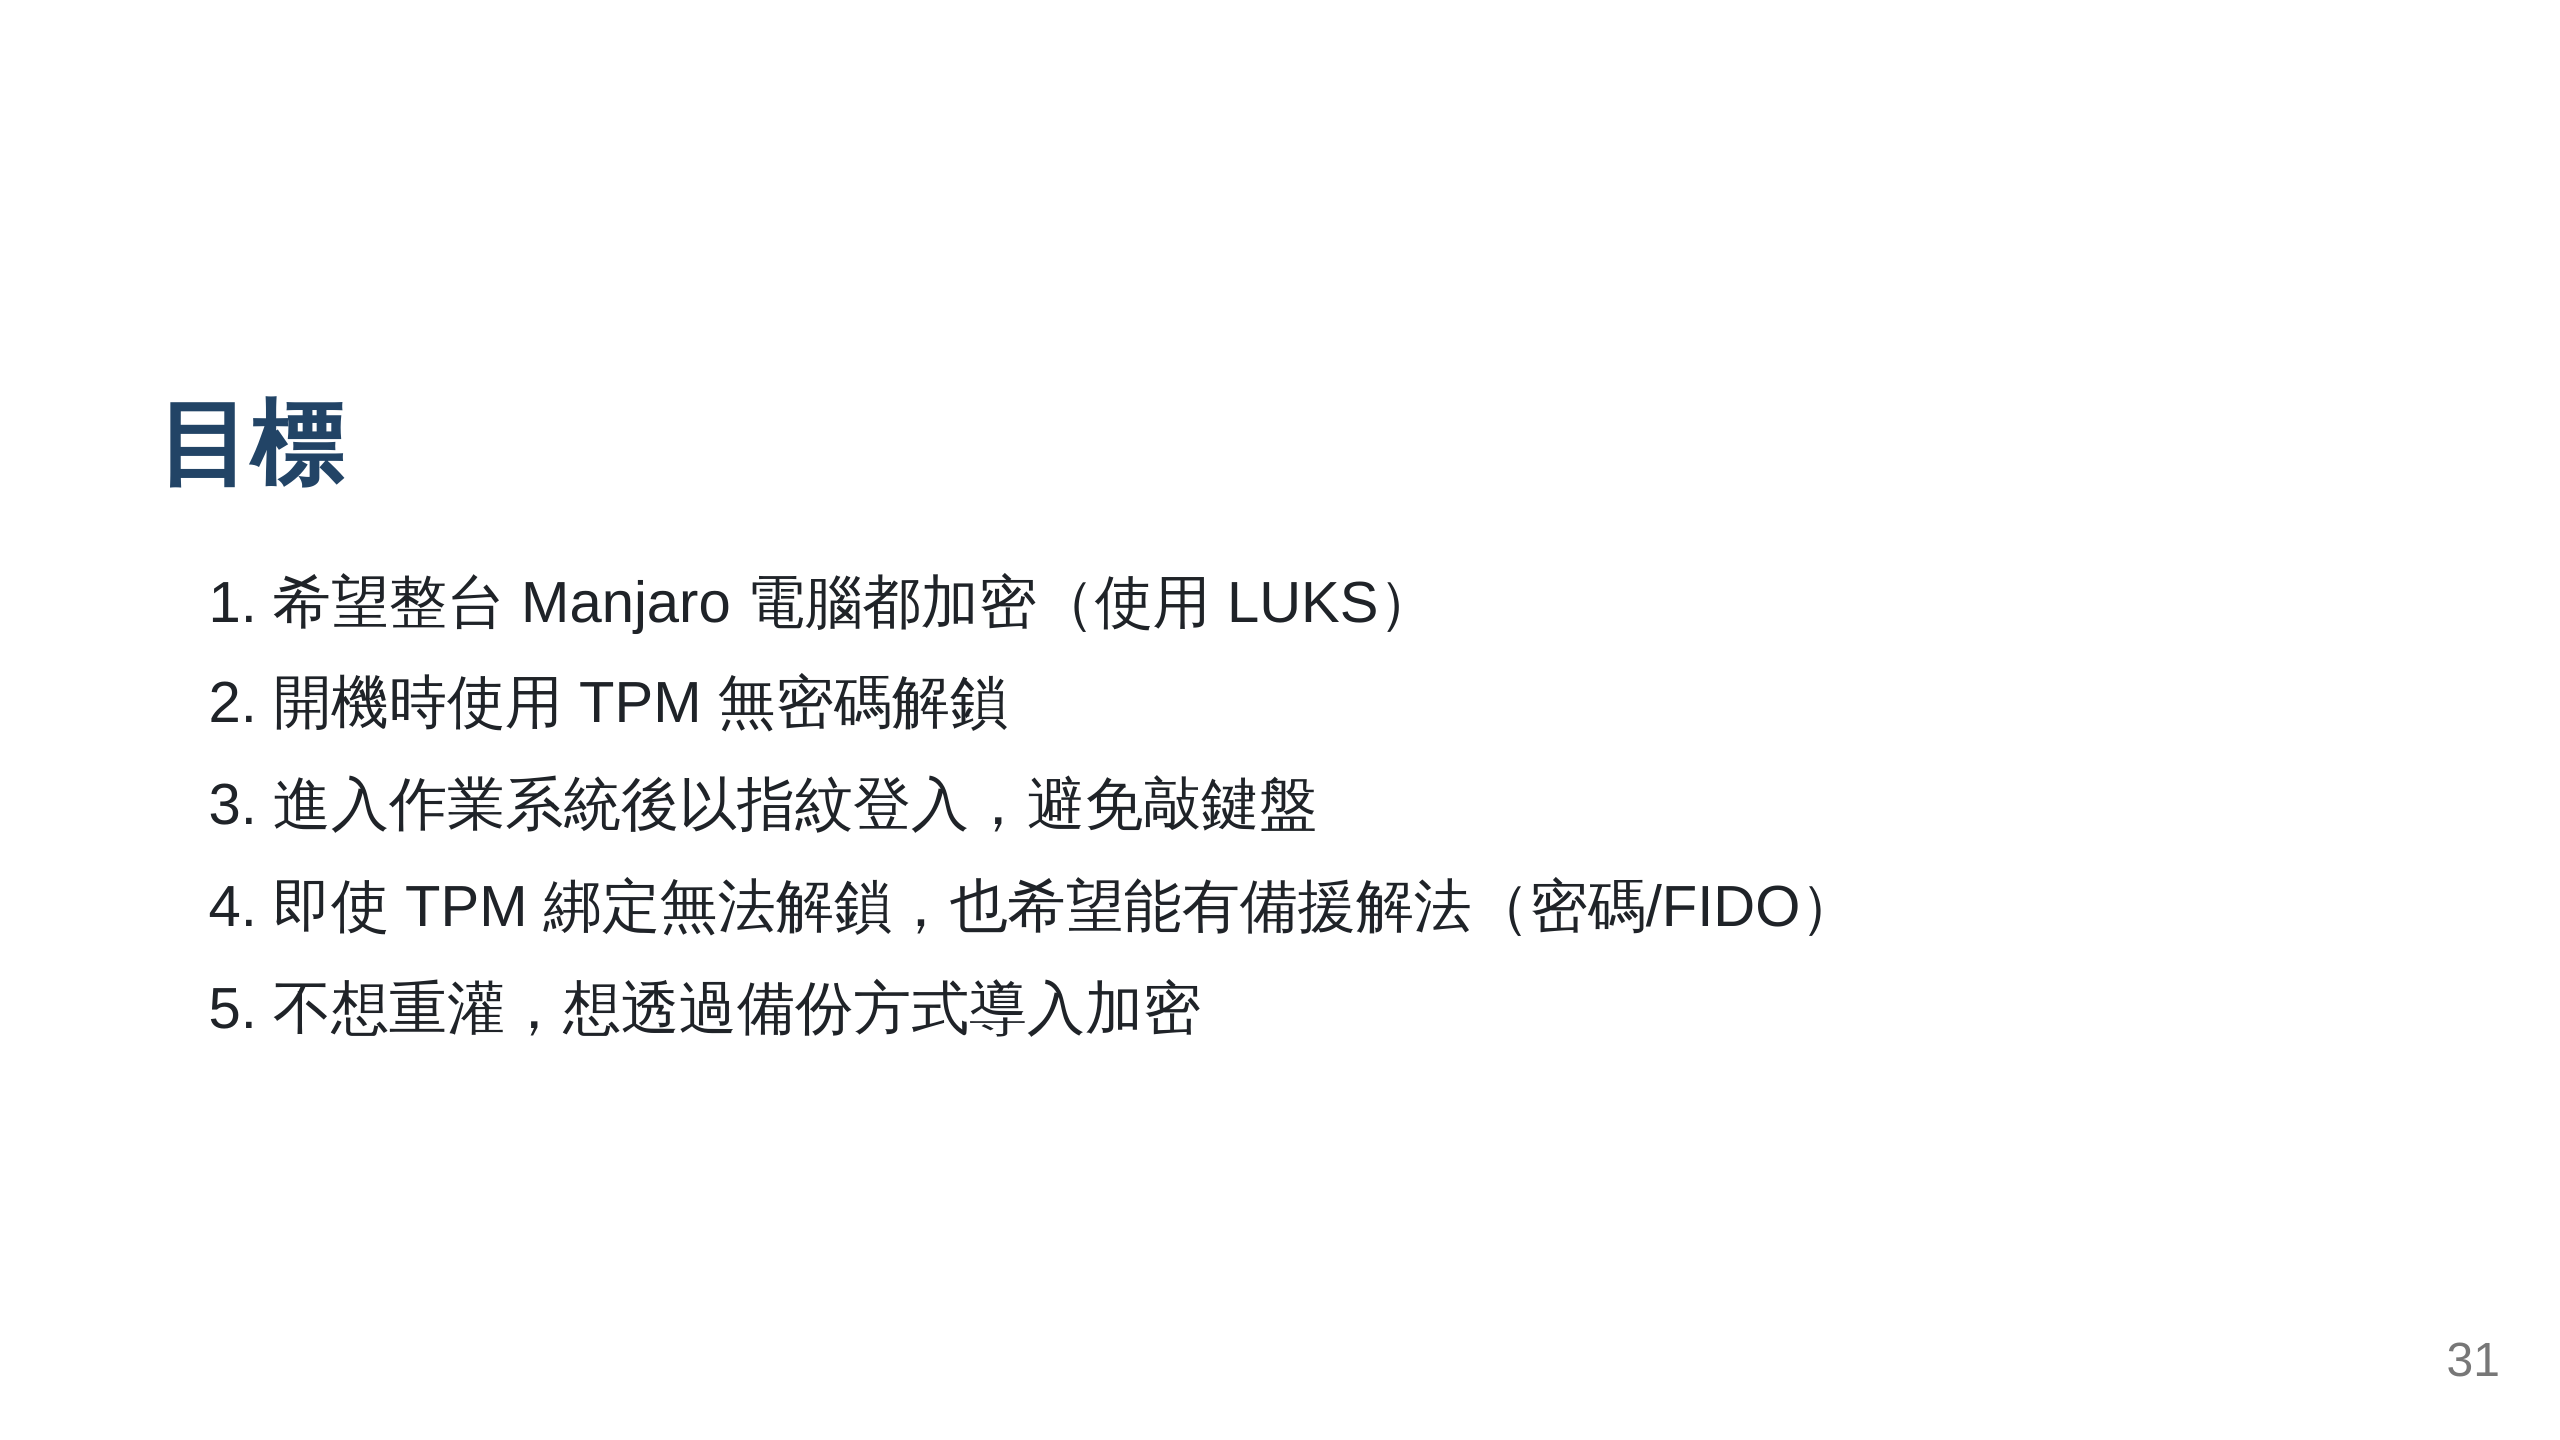 目標
1. 希望整台 Manjaro 電腦都加密（使用 LUKS）
2. 開機時使用 TPM 無密碼解鎖
3. 進入作業系統後以指紋登入，避免敲鍵盤
4. 即使 TPM 綁定無法解鎖，也希望能有備援解法（密碼/FIDO）
5. 不想重灌，想透過備份方式導入加密
31